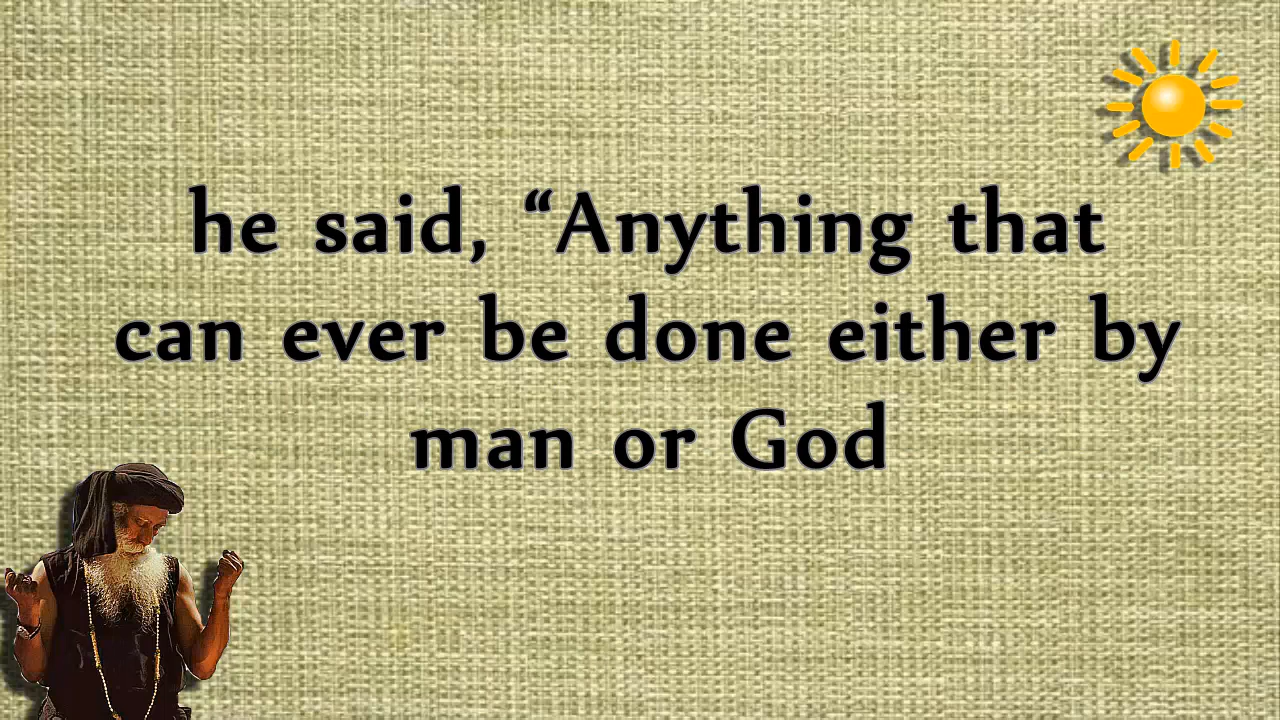 he said, “Anything that
can ever be done either by
man or God